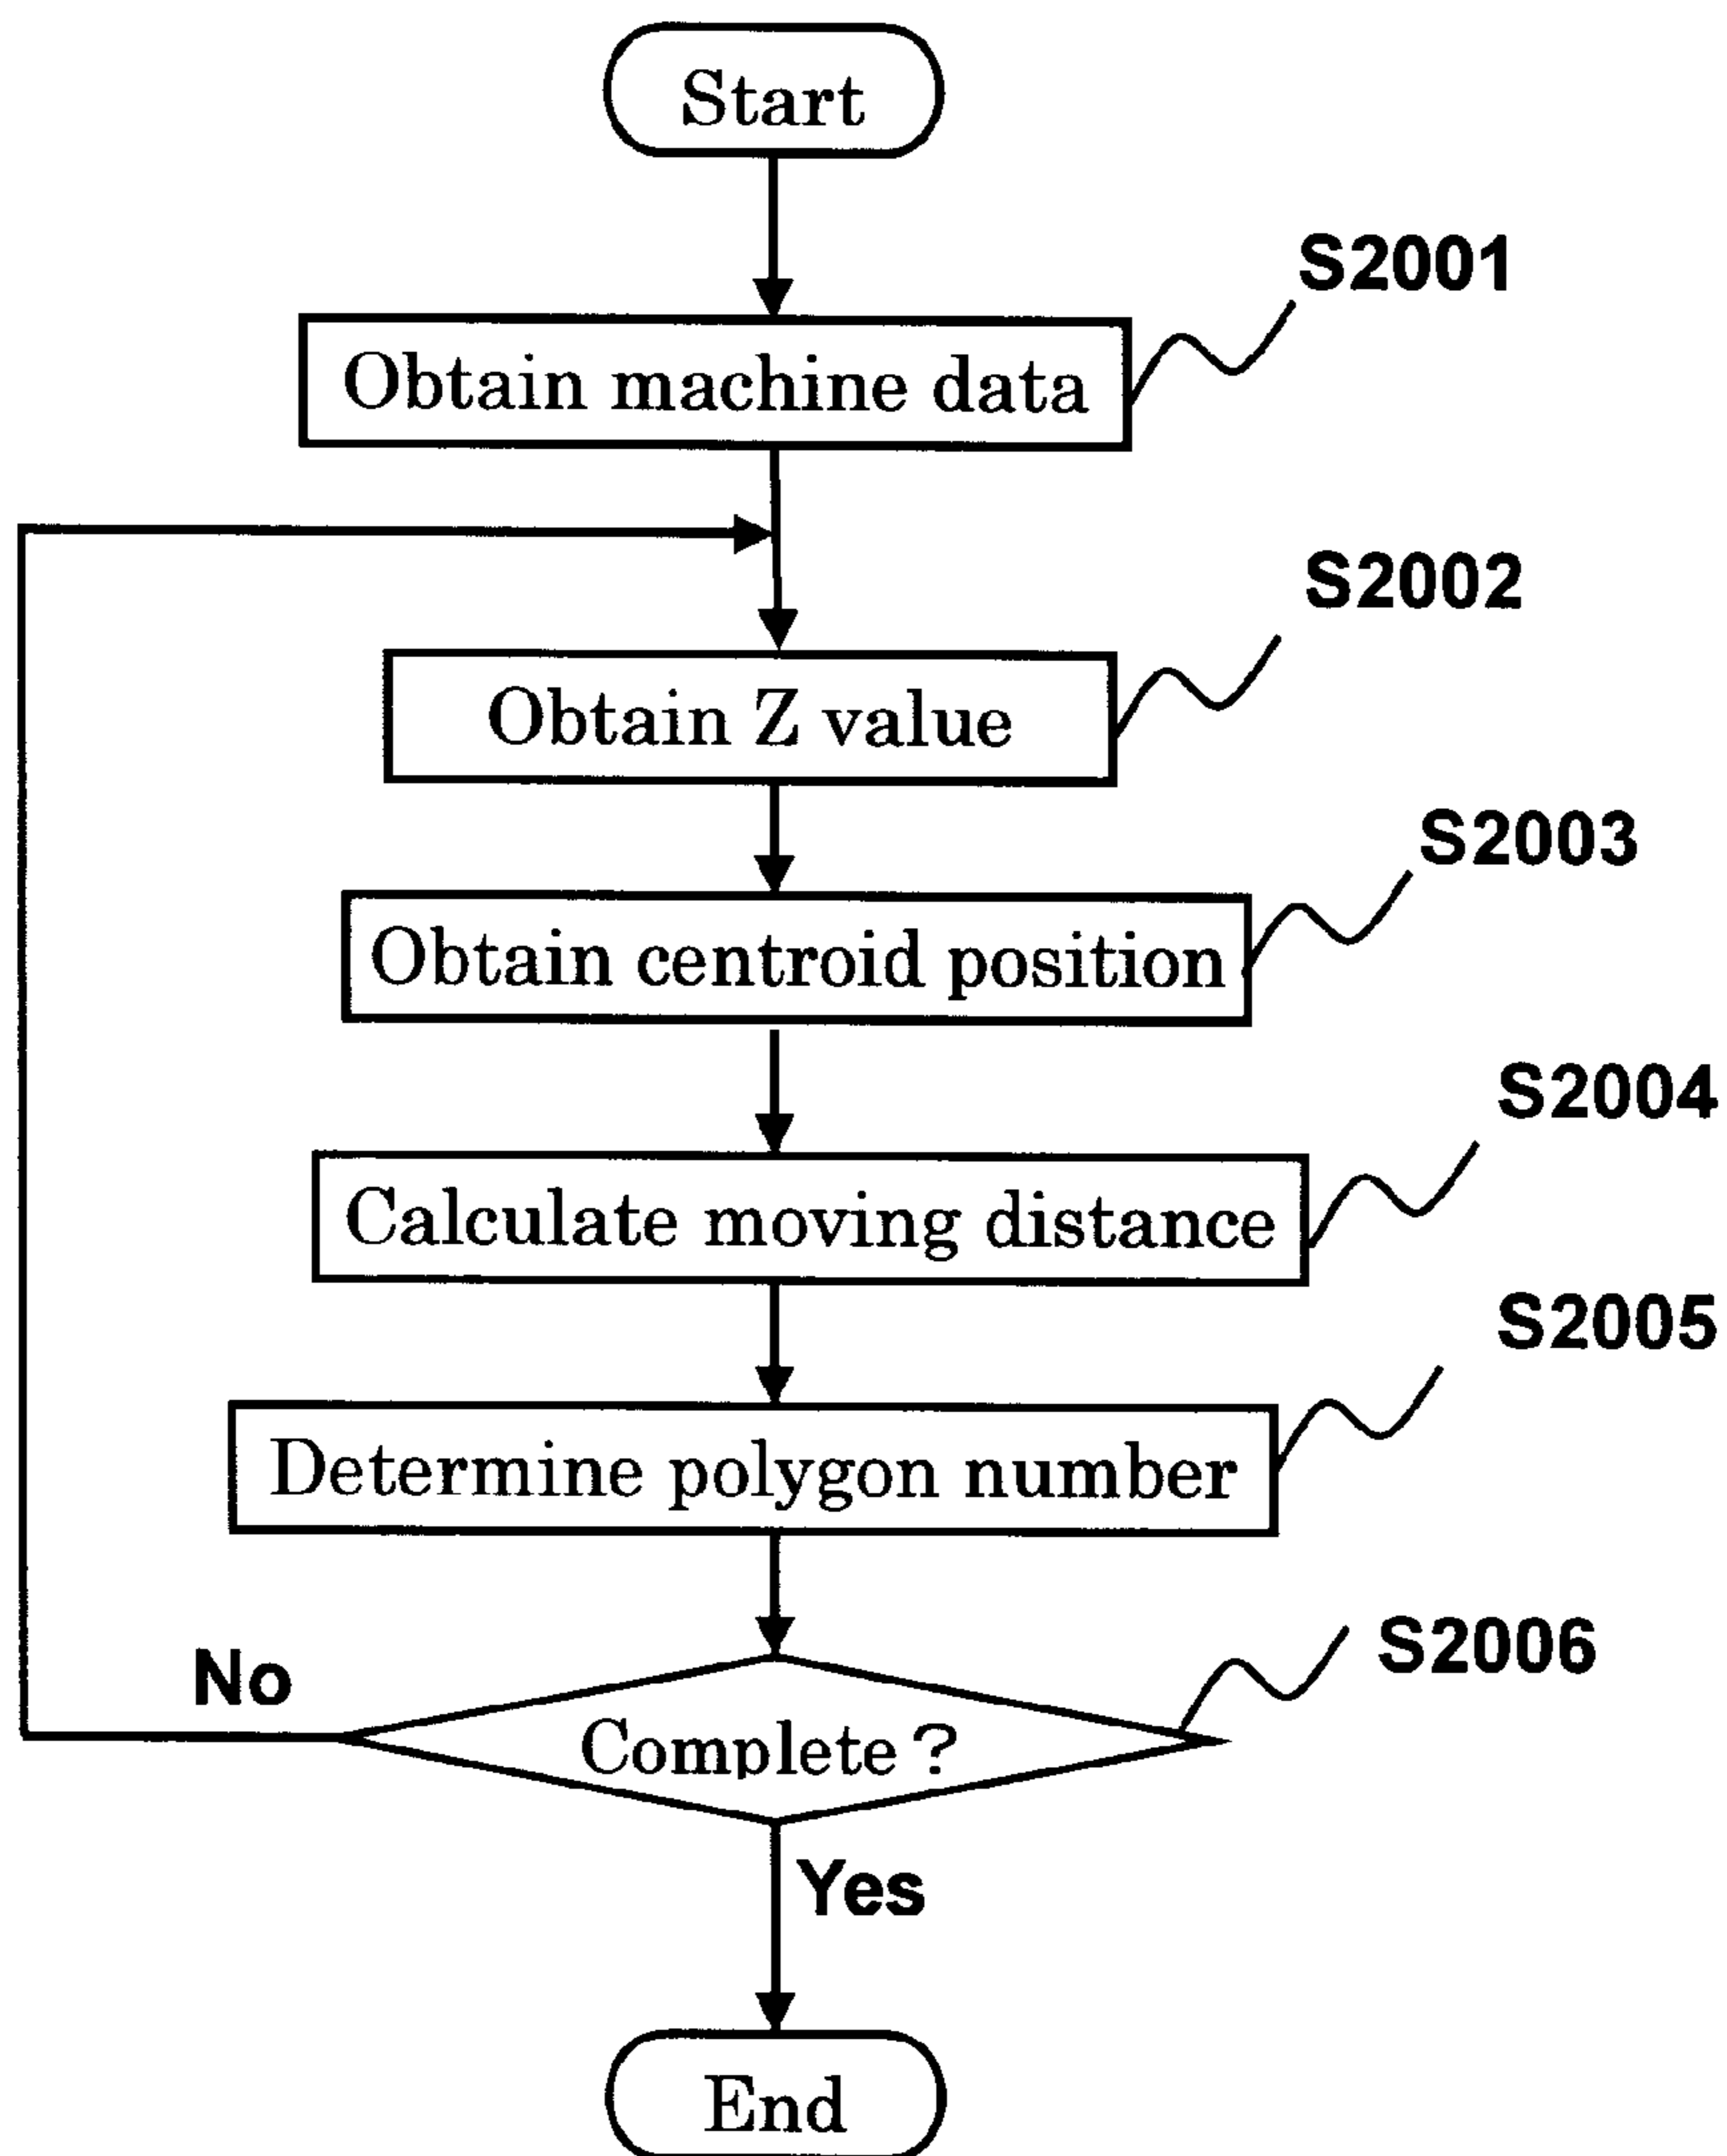 Start
S2001
Obtain machine data
S2002
Obtain Z value
S2003
Obtain centroid position
S2004
Calculate moving distance
S2005
Determine polygon number
S2006
No
Complete ?
Yes
End